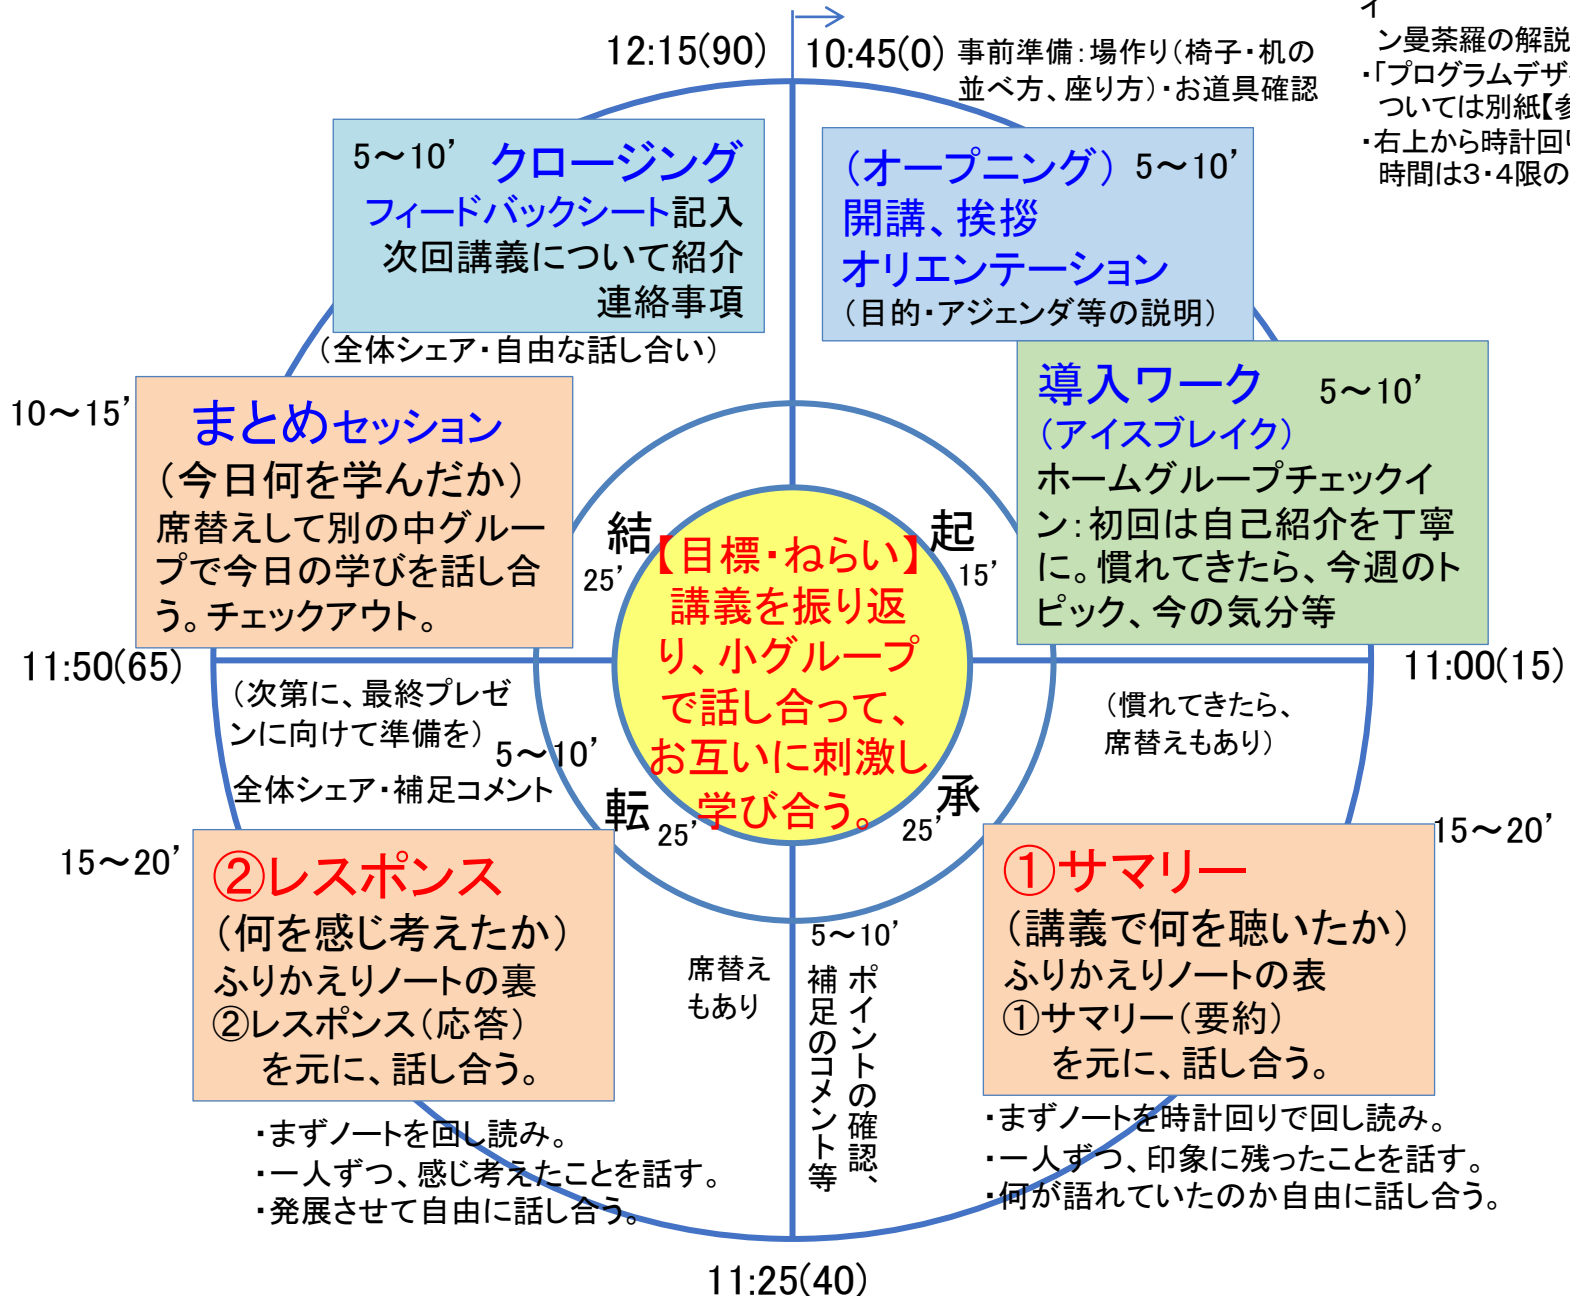 12:15(90)
10:45(0)
事前準備：場作り（椅子・机の
並べ方、座り方）・お道具確認
イ
ン曼荼羅の解説
・「プログラムデザ
ついては別紙【参
・右上から時計回り
時間は3・4限の
（オープニング） 5～10’
開講、挨拶
オリエンテーション
（目的・アジェンダ等の説明）
導入ワーク 5～10’
（アイスブレイク）
ホームグループチェックイ
ン：初回は自己紹介を丁寧
に。慣れてきたら、今週のト
ピック、今の気分等
11:00(15)
（慣れてきたら、
席替えもあり）
15～20’
①サマリー
（講義で何を聴いたか）
ふりかえりノートの表
①サマリー（要約）
を元に、話し合う。
・まずノートを時計回りで回し読み。
・一人ずつ、印象に残ったことを話す。
・何が語れていたのか自由に話し合う。
5～10’
ポイントの確認、
補足のコメント等
11:25(40)
席替え
もあり
15～20’
②レスポンス
（何を感じ考えたか）
ふりかえりノートの裏
②レスポンス（応答）
を元に、話し合う。
・まずノートを回し読み。
・一人ずつ、感じ考えたことを話す。
・発展させて自由に話し合う。
5～10’
全体シェア・補足コメント
（次第に、最終プレゼ
ンに向けて準備を）
11:50(65)
10～15’
まとめセッション
（今日何を学んだか）
席替えして別の中グルー
プで今日の学びを話し合
う。チェックアウト。
（全体シェア・自由な話し合い）
5～10’ クロージング
フィードバックシート記入
次回講義について紹介
連絡事項
起
15’
承
25’
転
25’
結
25’
【目標・ねらい】
講義を振り返
り、小グループ
で話し合って、
お互いに刺激し
学び合う。